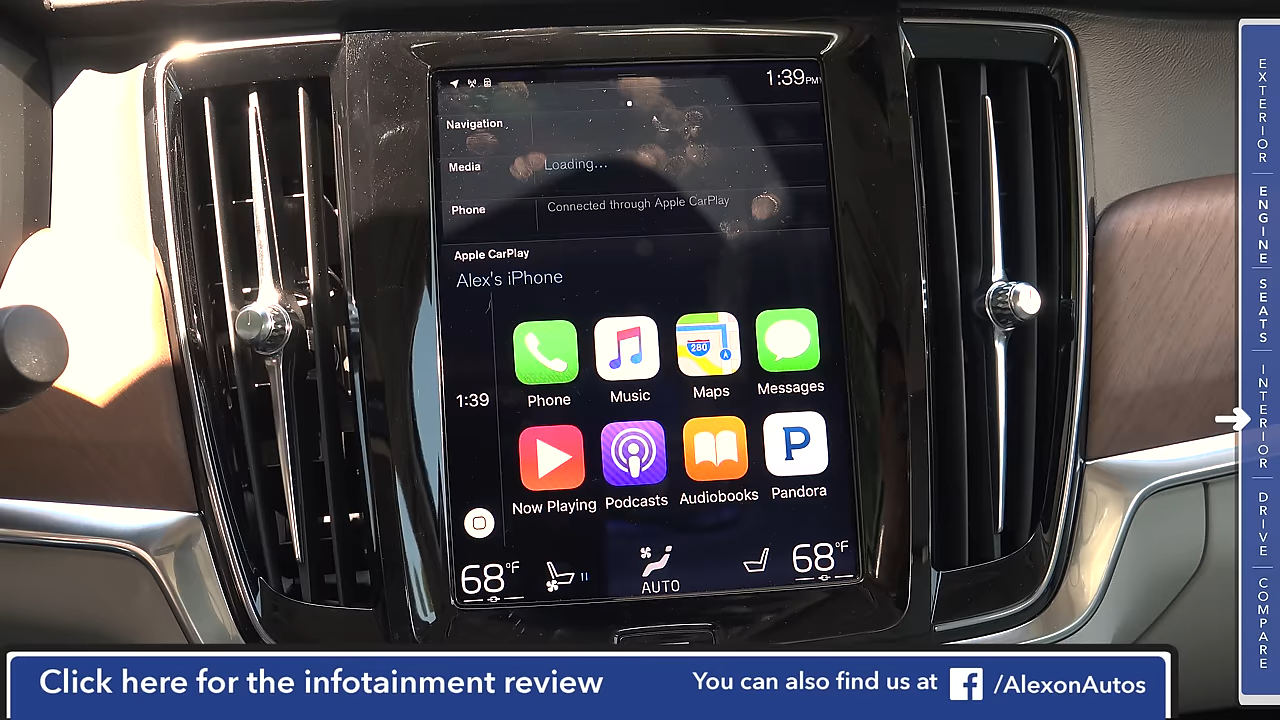 1:39PM
Navigation
Media
Loading...
Phone
Connected through Apple CarPlay
Apple CarPlay
Alex's iPhone
280
Phone
Music
Maps
Messages
1:39
P
Now Playing
Podcasts
Audiobooks
Pandora
68°F
AUTO
68°F
EXTERIOR
ENGINE
SEATS
INTERIOR
DRIVE
COMPARE
Click here for the infotainment review
You can also find us at f /AlexonAutos